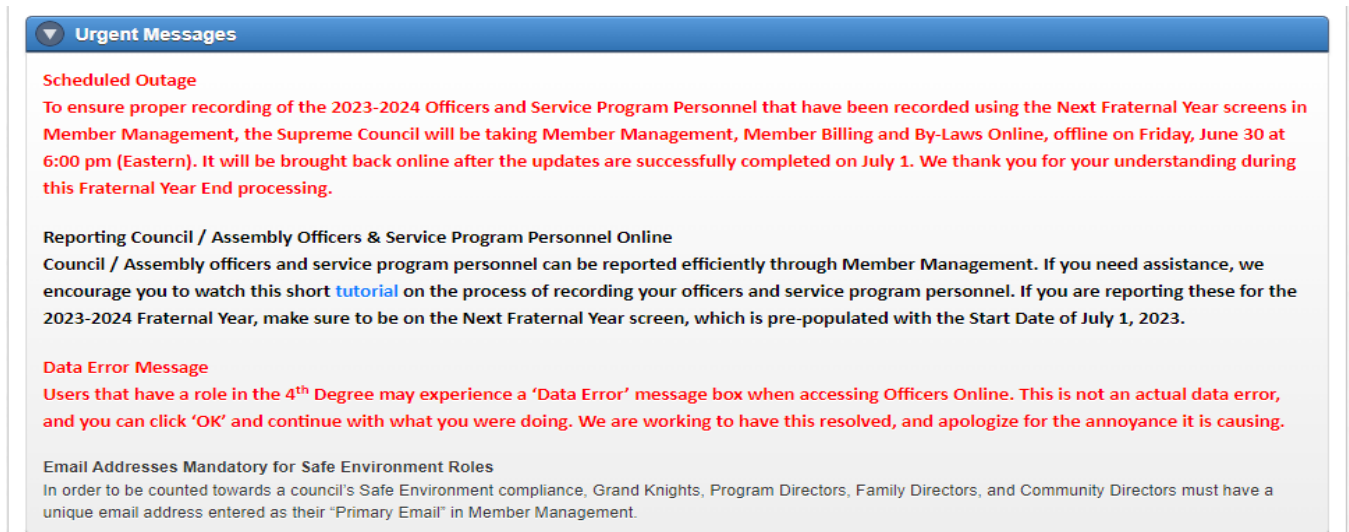 Urgent Messages
Scheduled Outage
To ensure proper recording of the 2023-2024 Officers and Service Program Personnel that have been recorded using the Next Fraternal Year screens in
Member Management, the Supreme Council will be taking Member Management, Member Billing and By-Laws Online, offline on Friday, June 30 at
6:00 pm (Eastern). It will be brought back online after the updates are successfully completed on July 1. We thank you for your understanding during
this Fraternal Year End processing.
Reporting Council / Assembly Officers & Service Program Personnel Online
Council / Assembly officers and service program personnel can be reported efficiently through Member Management. If you need assistance, we
encourage you to watch this short tutorial on the process of recording your officers and service program personnel. If you are reporting these for the
2023-2024 Fraternal Year, make sure to be on the Next Fraternal Year screen, which is pre-populated with the Start Date of July 1, 2023.
Data Error Message
Users that have a role in the 4th Degree may experience a ‘Data Error’ message box when accessing Officers Online. This is not an actual data error,
and you can click ‘OK’ and continue with what you were doing. We are working to have this resolved, and apologize for the annoyance it is causing.
Email Addresses Mandatory for Safe Environment Roles
In order to be counted towards a council’s Safe Environment compliance, Grand Knights, Program Directors, Family Directors, and Community Directors must have a
unique email address entered as their “Primary Email” in Member Management.